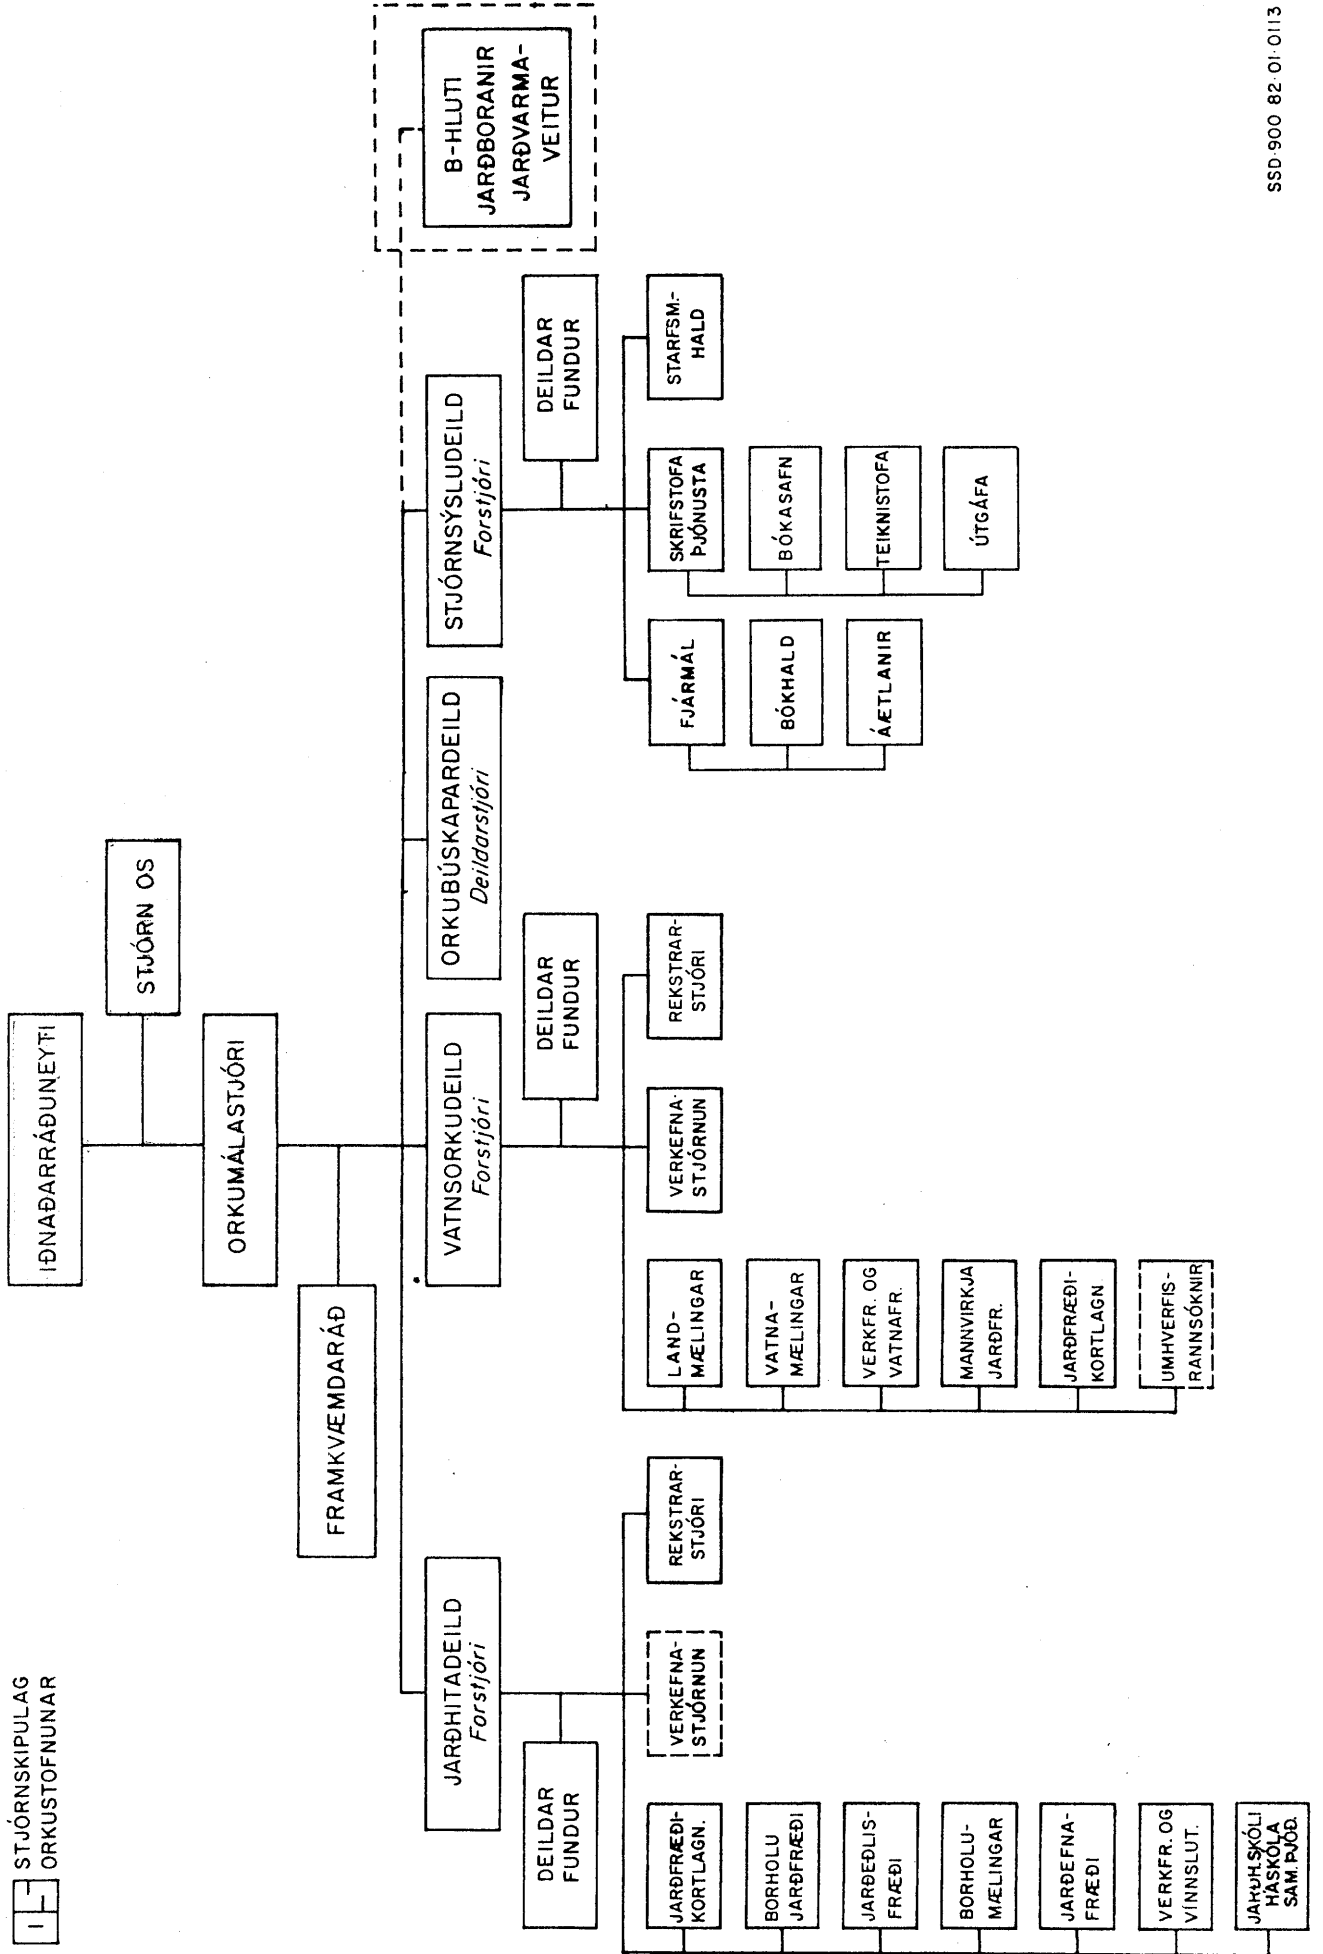 STJÓRNSKIPULAG
ORKUSTOFNUNAR
IÐNAÐARRÁÐUNEYTI
STJÓRN OS
ORKUMÁLASTJÓRI
FRAMKVÆMDARÁÐ
JARÐHITADEILD
Forstjóri
VATNSORKUDEILD
Forstjóri
ORKUBÚSKAPARDEILD
Deildarstjóri
STJÓRNSÝSLUDEILD
Forstjóri
B-HLUTI
JARÐBORANIR
JARÐVARMA-
VEITUR
DEILDAR
FUNDUR
DEILDAR
FUNDUR
DEILDAR
FUNDUR
JARÐFRÆÐI-
KORTLAGN.
BORHOLU
JARÐFRÆÐI
JARÐEÐLIS-
FRÆÐI
BORHOLU-
MÆLINGAR
JARÐEFNA-
FRÆÐI
VERKFR. OG
VINNSLUT.
JARÐH.SKÓLI
HÁSKÓLA
SAM. ÞJÓÐ.
VERKEFNA-
STJÓRNUN
REKSTRAR-
STJÓRI
LAND-
MÆLINGAR
VATNA-
MÆLINGAR
VERKFR. OG
VATNAFR.
MANNVIRKJA
JARÐFR.
JARÐFRÆÐI-
KORTLAGN.
UMHVERFIS-
RANNSÓKNIR
VERKEFNA-
STJÓRNUN
REKSTRAR-
STJÓRI
FJÁRMÁL
BÓKHALD
ÁÆTLANIR
SKRIFSTOFA
ÞJÓNUSTA
BÓKASAFN
TEIKNISTOFA
ÚTGÁFA
STARFSM.-
HALD
SSD-900 82.01.0113